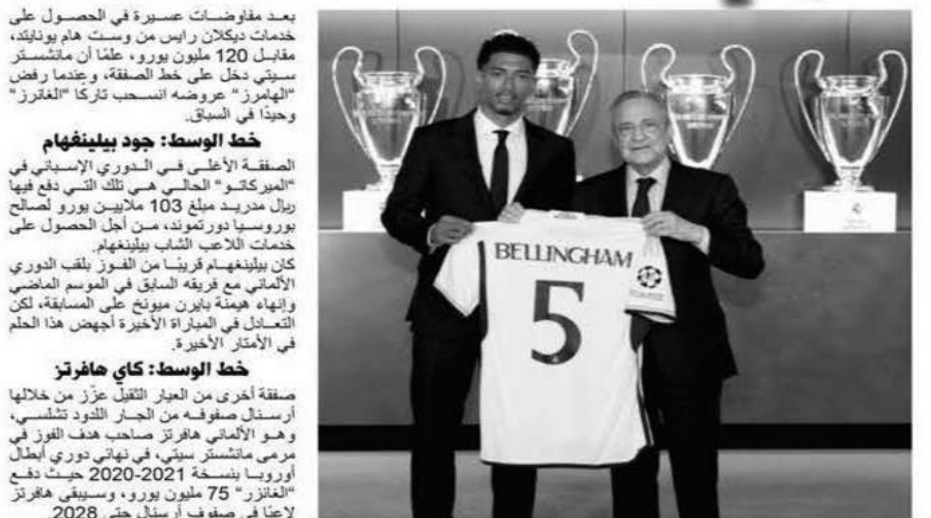 بعد مفاوضات عسيرة في الحصول على
خدمات ديكلان رايس من وست هام يونايتد،
مقابل 120 مليون يورو، علمًا أن مانشستر
سيتي دخل على خط الصفقة، وعندما رفض
"الهامرز" عروضه انسحب تاركا "الغانرز"
وحيدًا في السباق.
خط الوسط: جود بيلينغهام
الصفقة الأغلى في الدوري الإسباني في
"الميركاتو" الحالي هي تلك التي دفع فيها
ريال مدريد مبلغ 103 ملايين يورو لصالح
بوروسيا دورتموند، من أجل الحصول على
خدمات اللاعب الشاب بيلينغهام.
كان بيلينغهام قريبًا من الفوز بلقب الدوري
الألماني مع فريقه السابق في الموسم الماضي
وإنهاء هيمنة بايرن ميونخ على المسابقة، لكن
التعادل في المباراة الأخيرة أجهض هذا الحلم
في الأمتار الأخيرة.
خط الوسط: كاي هافرتز
صفقة أخرى من العيار الثقيل عزّز من خلالها
أرسنال صفوفه من الجار اللدود تشلسي،
وهو الألماني هافرتز صاحب هدف الفوز في
مرمى مانشستر سيتي، في نهائي دوري أبطال
أوروبا بنسخة 2021-2020 حيث دفع
"الغانزر" 75 مليون يورو، وسيبقى هافرتز
لاعبًا في صفوف أرسنال حتى 2028.
BELLINGHAM
5